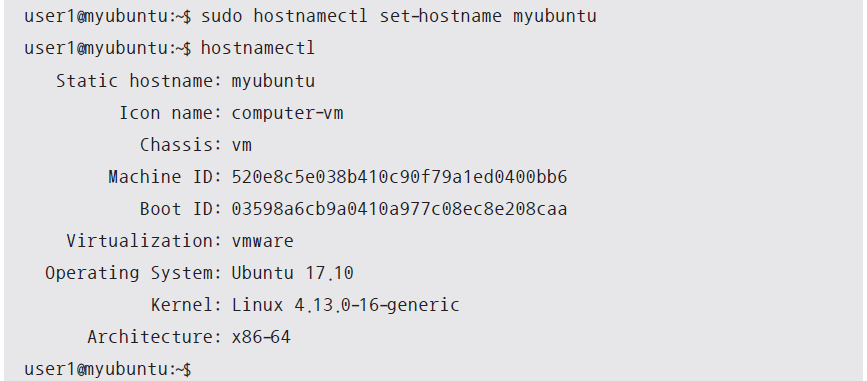 user1@myubuntu:~$ sudo hostnamectl set-hostname myubuntu
user1@myubuntu:~$ hostnamectl
Static hostname: myubuntu
Icon name: computer-vm
Chassis: vm
Machine ID: 520e8c5e038b410c90f79a1ed0400bb6
Boot ID: 03598a6cb9a0410a977c08ec8e208caa
Virtualization: vmware
Operating System: Ubuntu 17.10
Kernel: Linux 4.13.0-16-generic
Architecture: x86-64
user1@myubuntu:~$